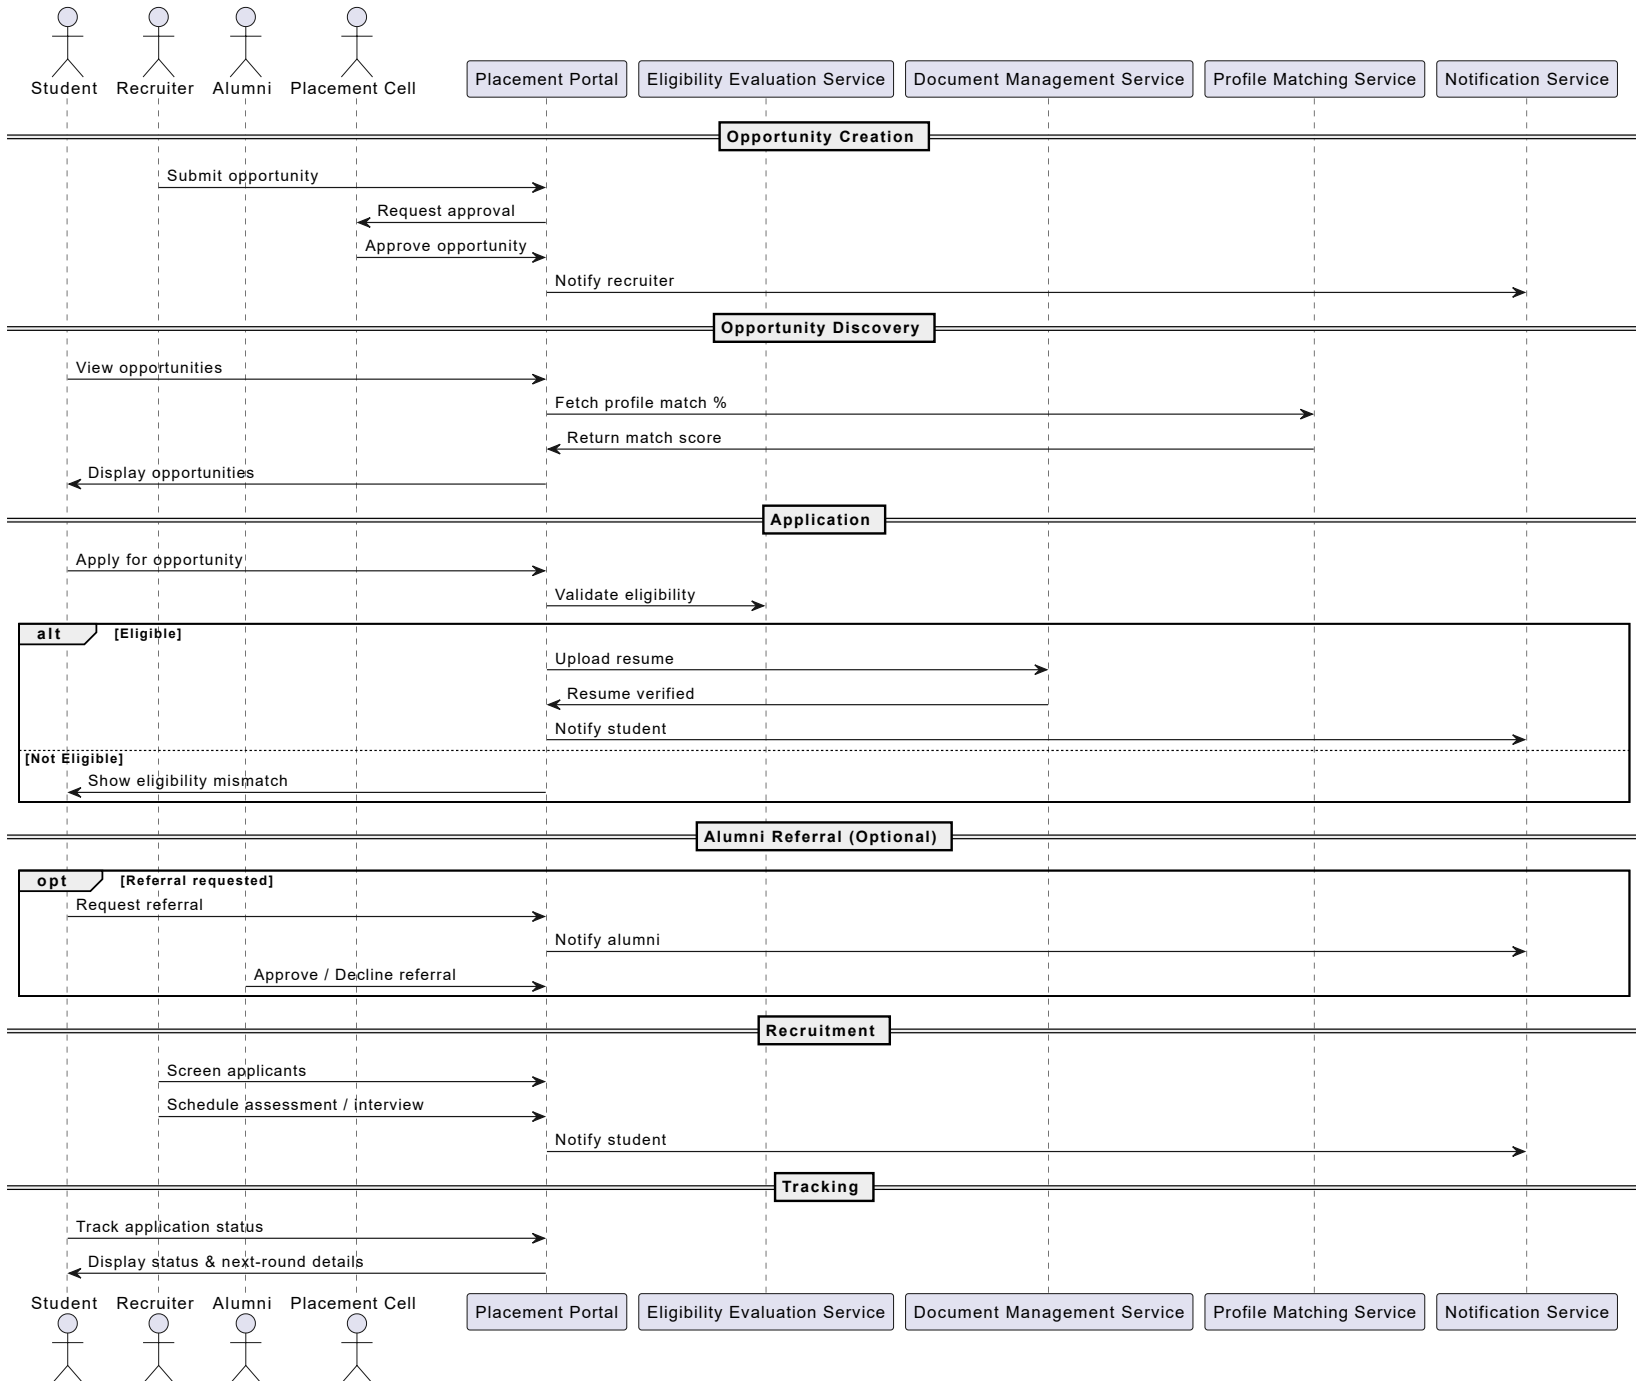 Student Recruiter Alumni Placement Cell Placement Portal Eligibility Evaluation Service Document Management Service Profile Matching Service Notification Service
Opportunity Creation
Submit opportunity
Request approval
Approve opportunity
Notify recruiter
Opportunity Discovery
View opportunities
Fetch profile match %
Return match score
Display opportunities
Application
Apply for opportunity
Validate eligibility
alt [Eligible]
Upload resume
Resume verified
Notify student
[Not Eligible]
Show eligibility mismatch
Alumni Referral (Optional)
opt [Referral requested]
Request referral
Notify alumni
Approve / Decline referral
Recruitment
Screen applicants
Schedule assessment / interview
Notify student
Tracking
Track application status
Display status & next-round details
Student Recruiter Alumni Placement Cell Placement Portal Eligibility Evaluation Service Document Management Service Profile Matching Service Notification Service